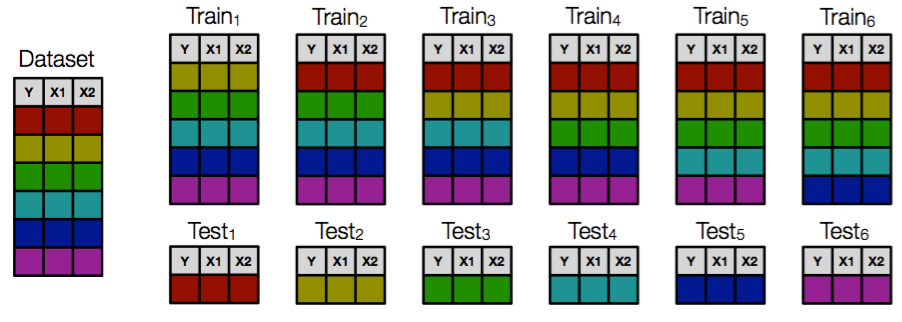 Train₁ Train₂ Train₃ Train₄ Train₅ Train₆
Y X1 X2 Y X1 X2 Y X1 X2 Y X1 X2 Y X1 X2 Y X1 X2
Dataset
Y X1 X2
Test₁ Test₂ Test₃ Test₄ Test₅ Test₆
Y X1 X2 Y X1 X2 Y X1 X2 Y X1 X2 Y X1 X2 Y X1 X2